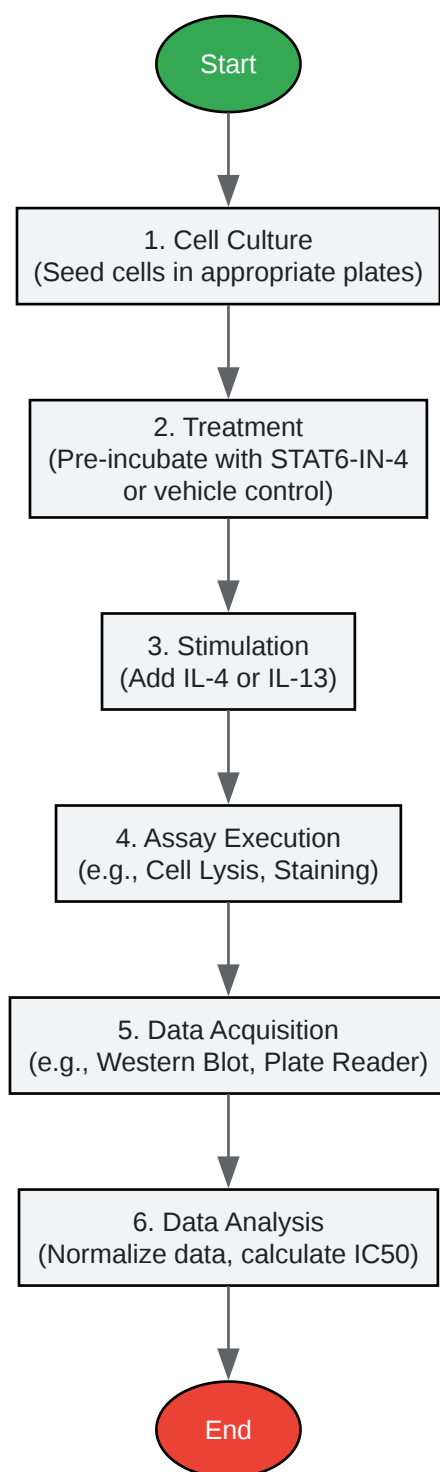 Start
1. Cell Culture
(Seed cells in appropriate plates)
2. Treatment
(Pre-incubate with STAT6-IN-4
or vehicle control)
3. Stimulation
(Add IL-4 or IL-13)
4. Assay Execution
(e.g., Cell Lysis, Staining)
5. Data Acquisition
(e.g., Western Blot, Plate Reader)
6. Data Analysis
(Normalize data, calculate IC50)
End